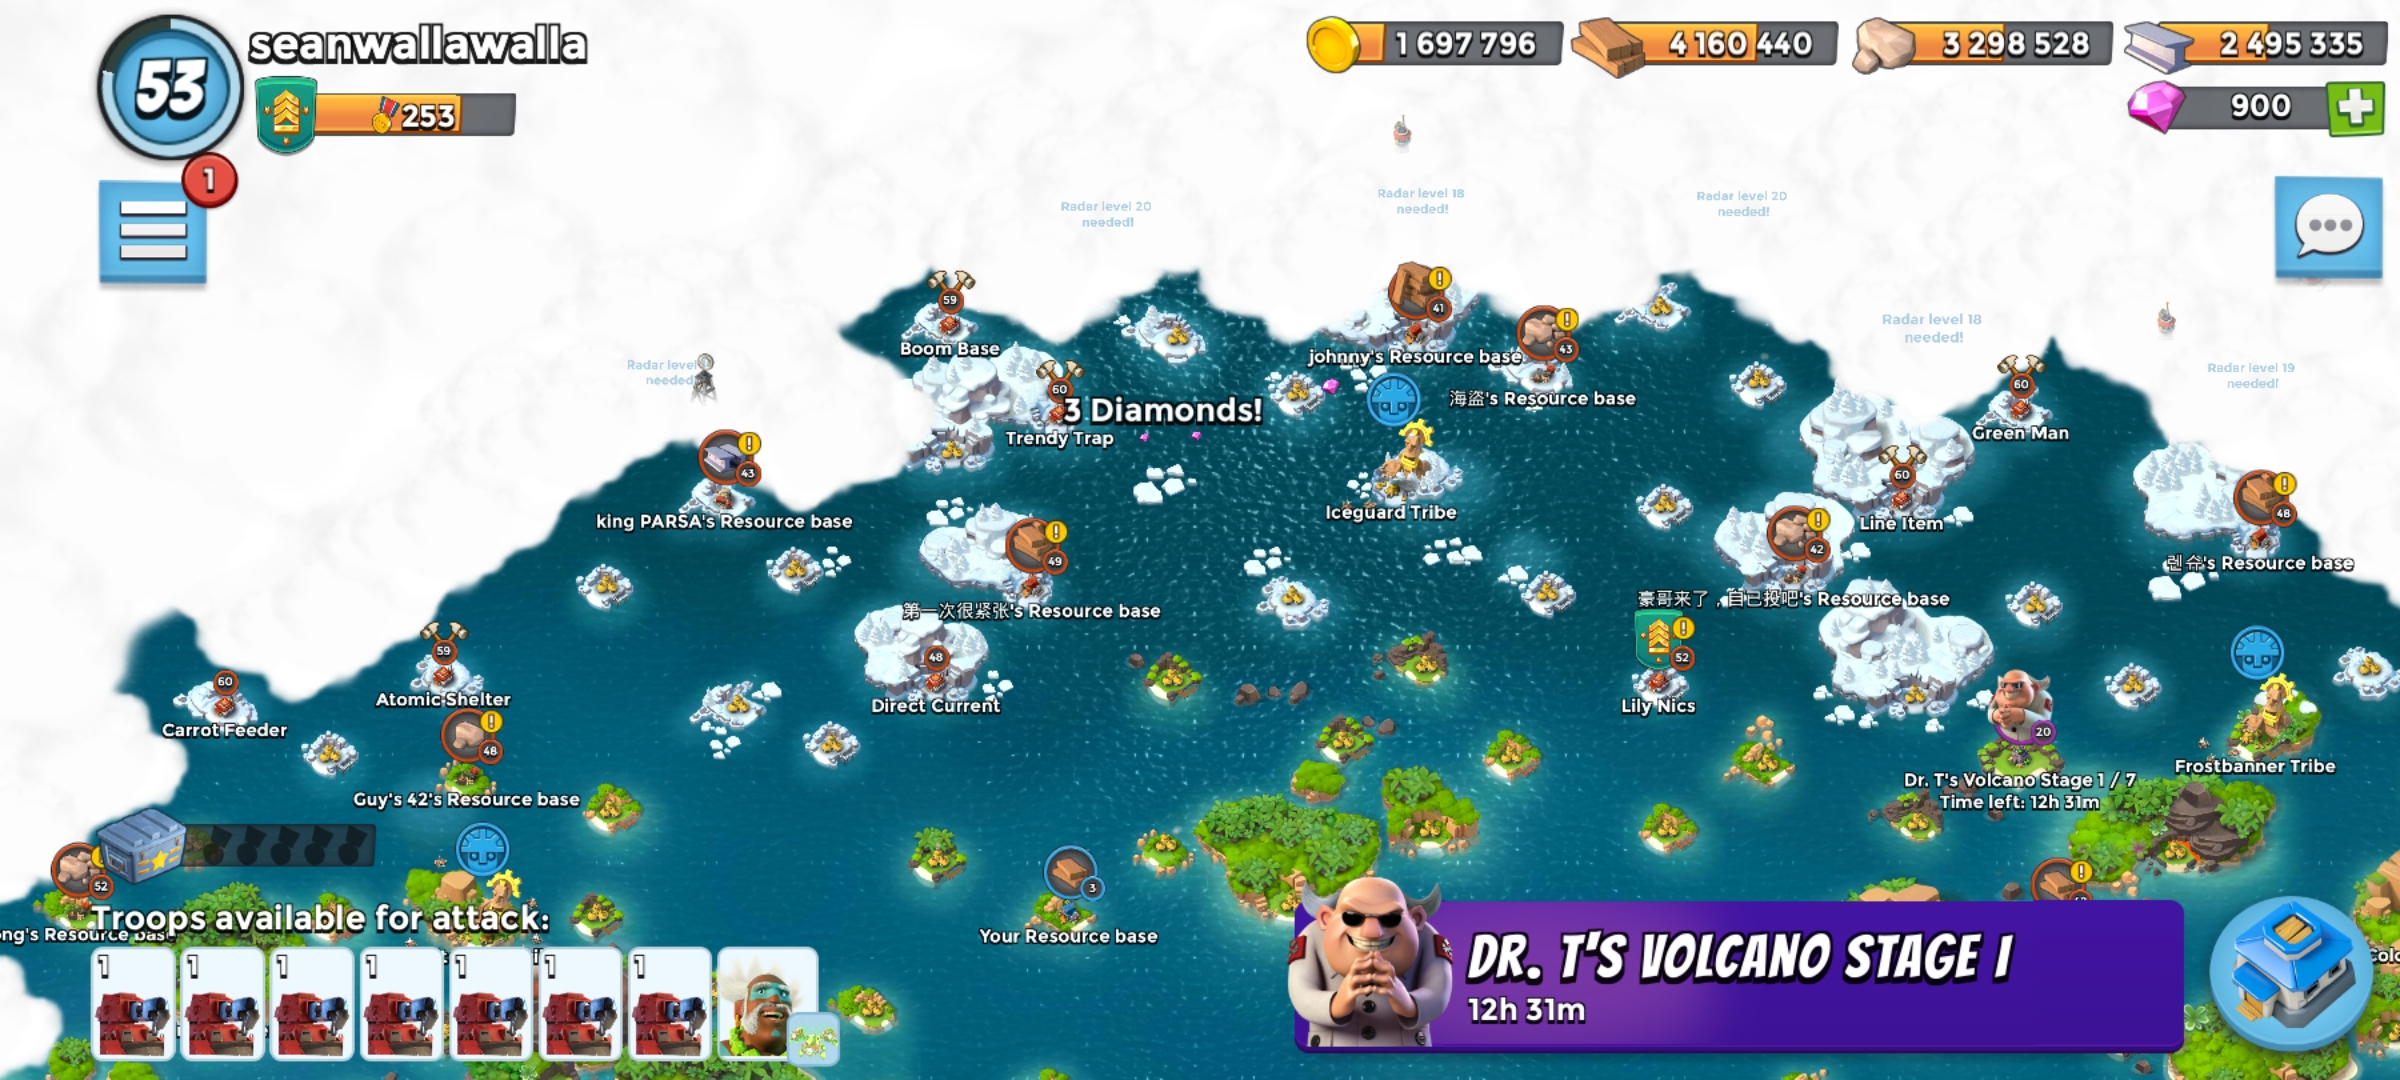 53
seanwallawalla
253
1 697 796
4 160 440
3 298 528
2 495 335
900
1
Radar level 20
needed!
Radar level 18
needed!
Radar level 20
needed!
Radar level 18
needed!
Radar level 19
needed!
Radar level
needed
59
Boom Base
41
johnny's Resource base
43
海盗's Resource base
60
Trendy Trap
3 Diamonds!
60
Green Man
43
king PARSA's Resource base
Iceguard Tribe
60
Line Item
48
렌슈's Resource base
49
第一次很紧张's Resource base
42
豪哥来了，自已投吧's Resource base
59
Atomic Shelter
60
Carrot Feeder
48
Direct Current
52
Lily Nics
48
Guy's 42's Resource base
20
Dr. T's Volcano Stage 1 / 7
Time left: 12h 31m
Frostbanner Tribe
52
ng's Resource base
3
Your Resource base
Troops available for attack:
1
1
1
1
1
1
1
DR. T'S VOLCANO STAGE I
12h 31m